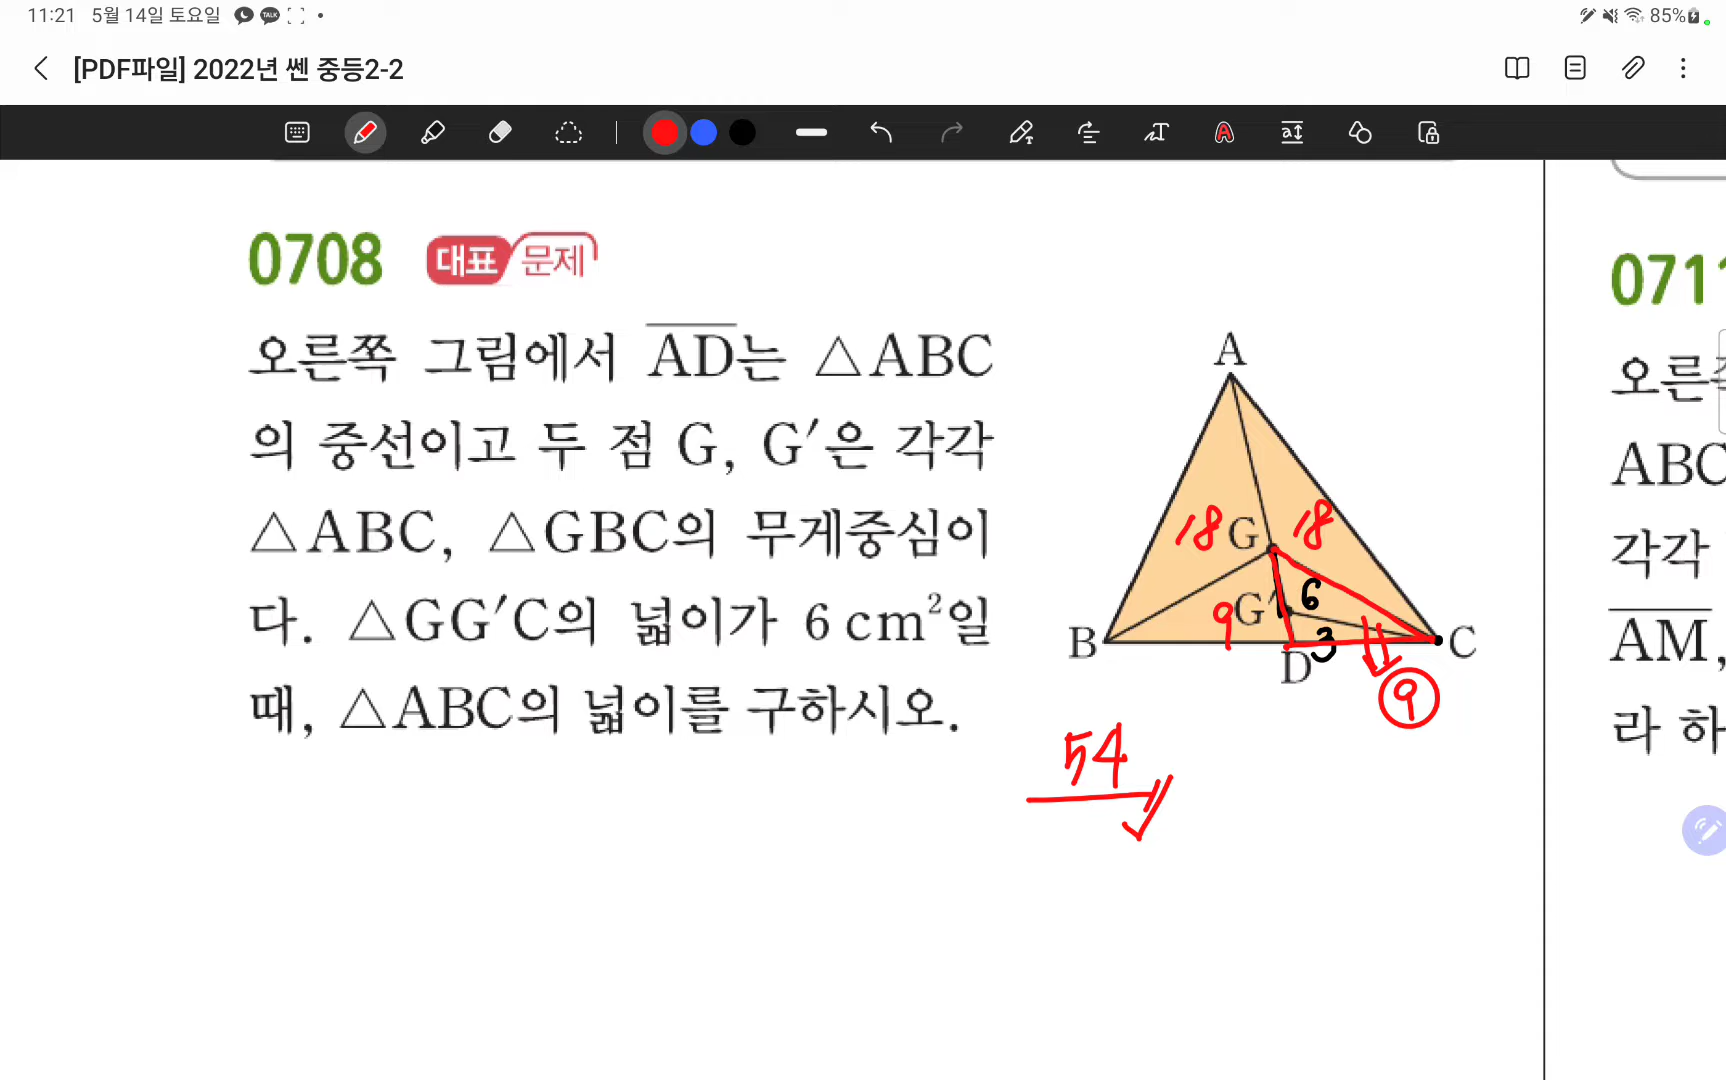 11:21 5월 14일 토요일 TALK 85%
[PDF파일] 2022년 쎈 중등2-2
0708 대표 문제
오른쪽 그림에서 AD는 △ABC
의 중선이고 두 점 G, G′은 각각
△ABC, △GBC의 무게중심이
다. △GG′C의 넓이가 6 cm²일
때, △ABC의 넓이를 구하시오.
A
18 G 18
6
9 G′
B D 3 C
9
54
071
오른
ABC
각각
AM,
라 하